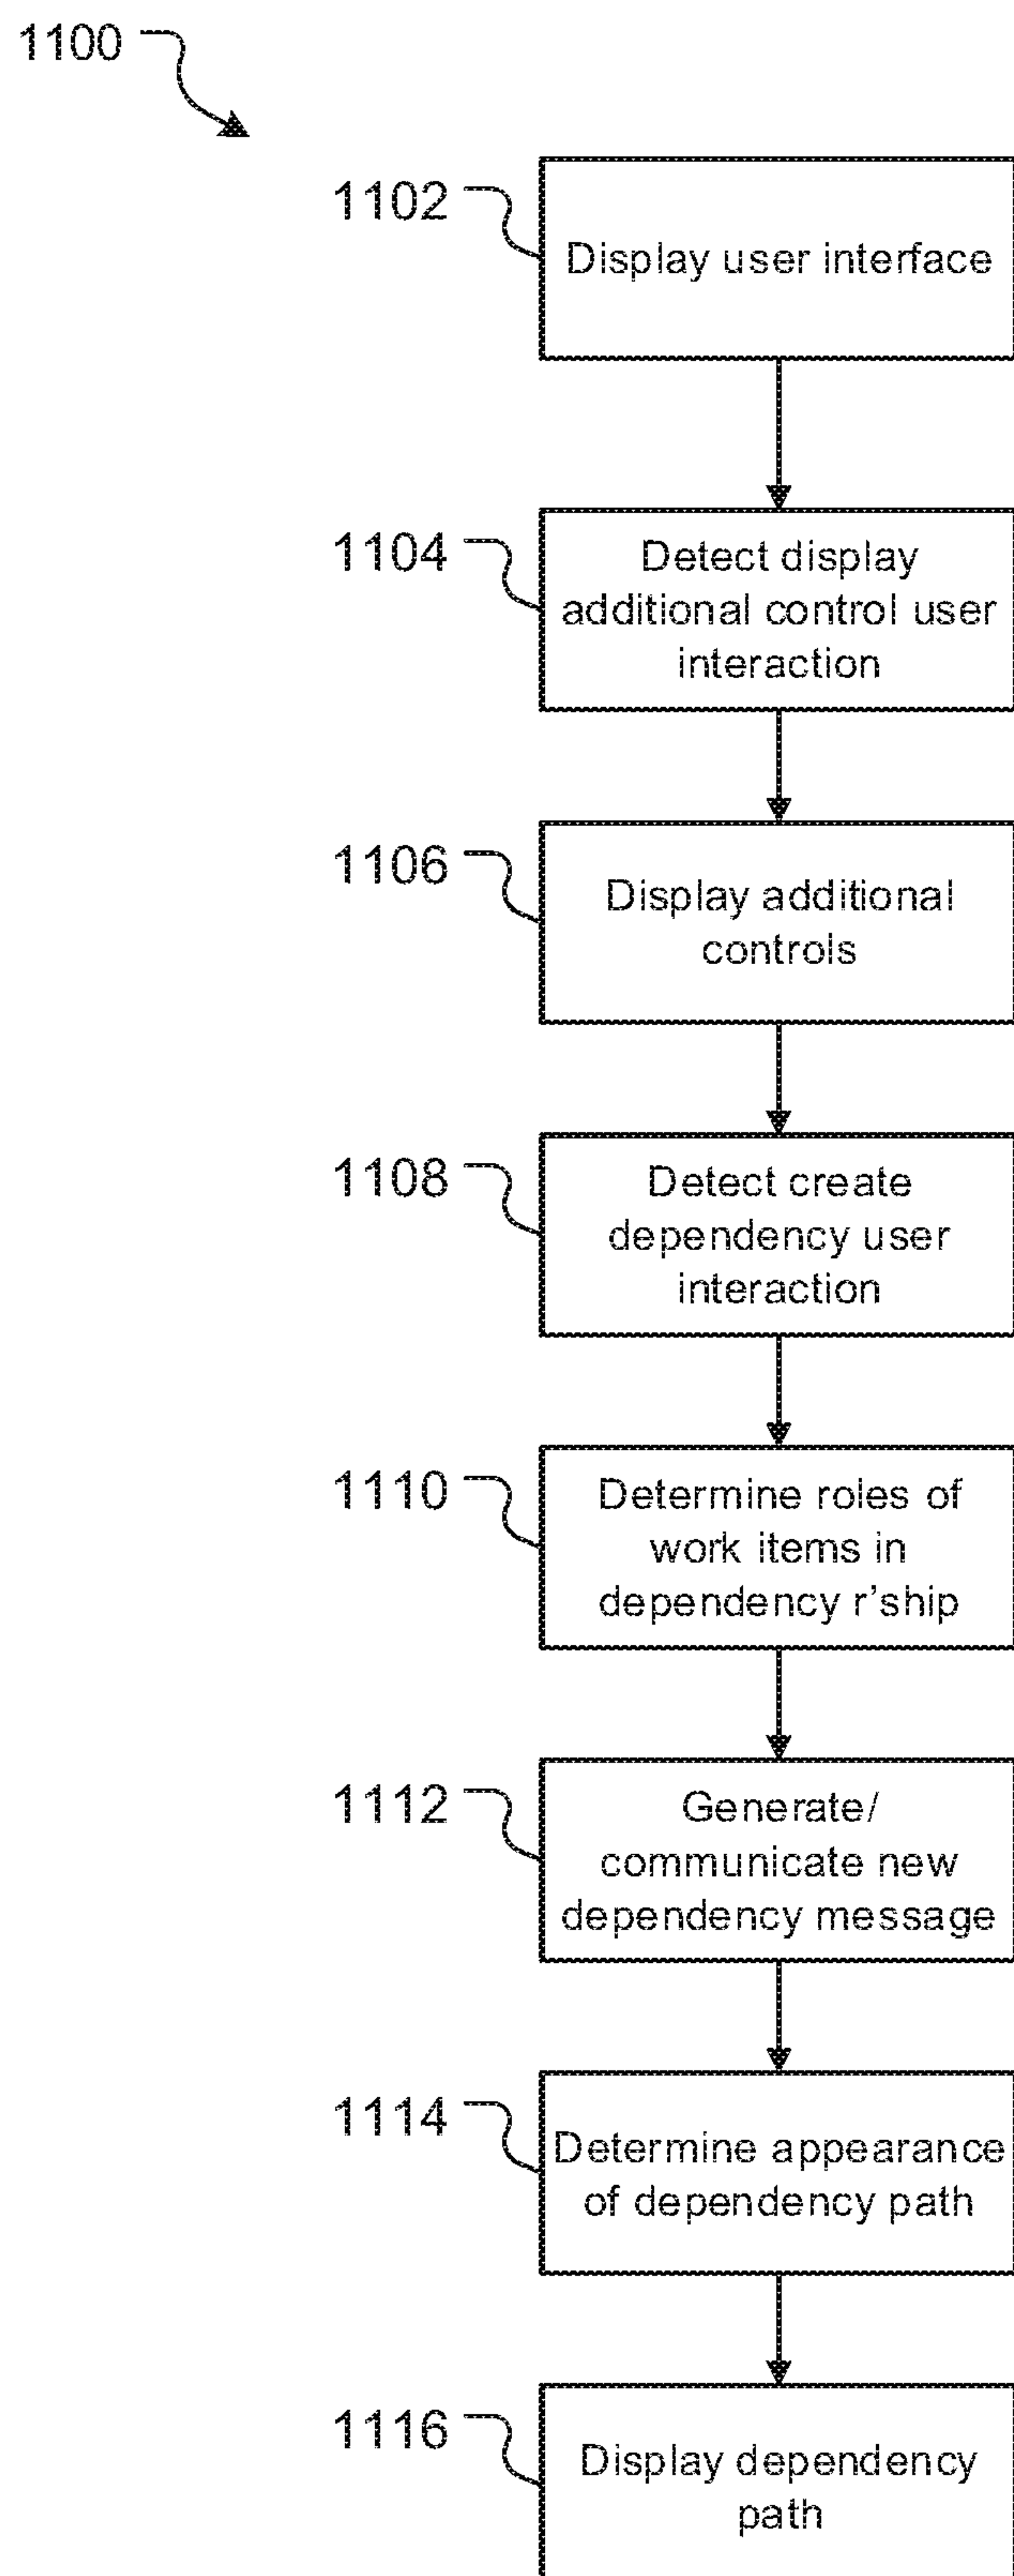 1100
1102
Display user interface
1104
Detect display
additional control user
interaction
1106
Display additional
controls
1108
Detect create
dependency user
interaction
1110
Determine roles of
work items in
dependency r'ship
1112
Generate/
communicate new
dependency message
1114
Determine appearance
of dependency path
1116
Display dependency
path